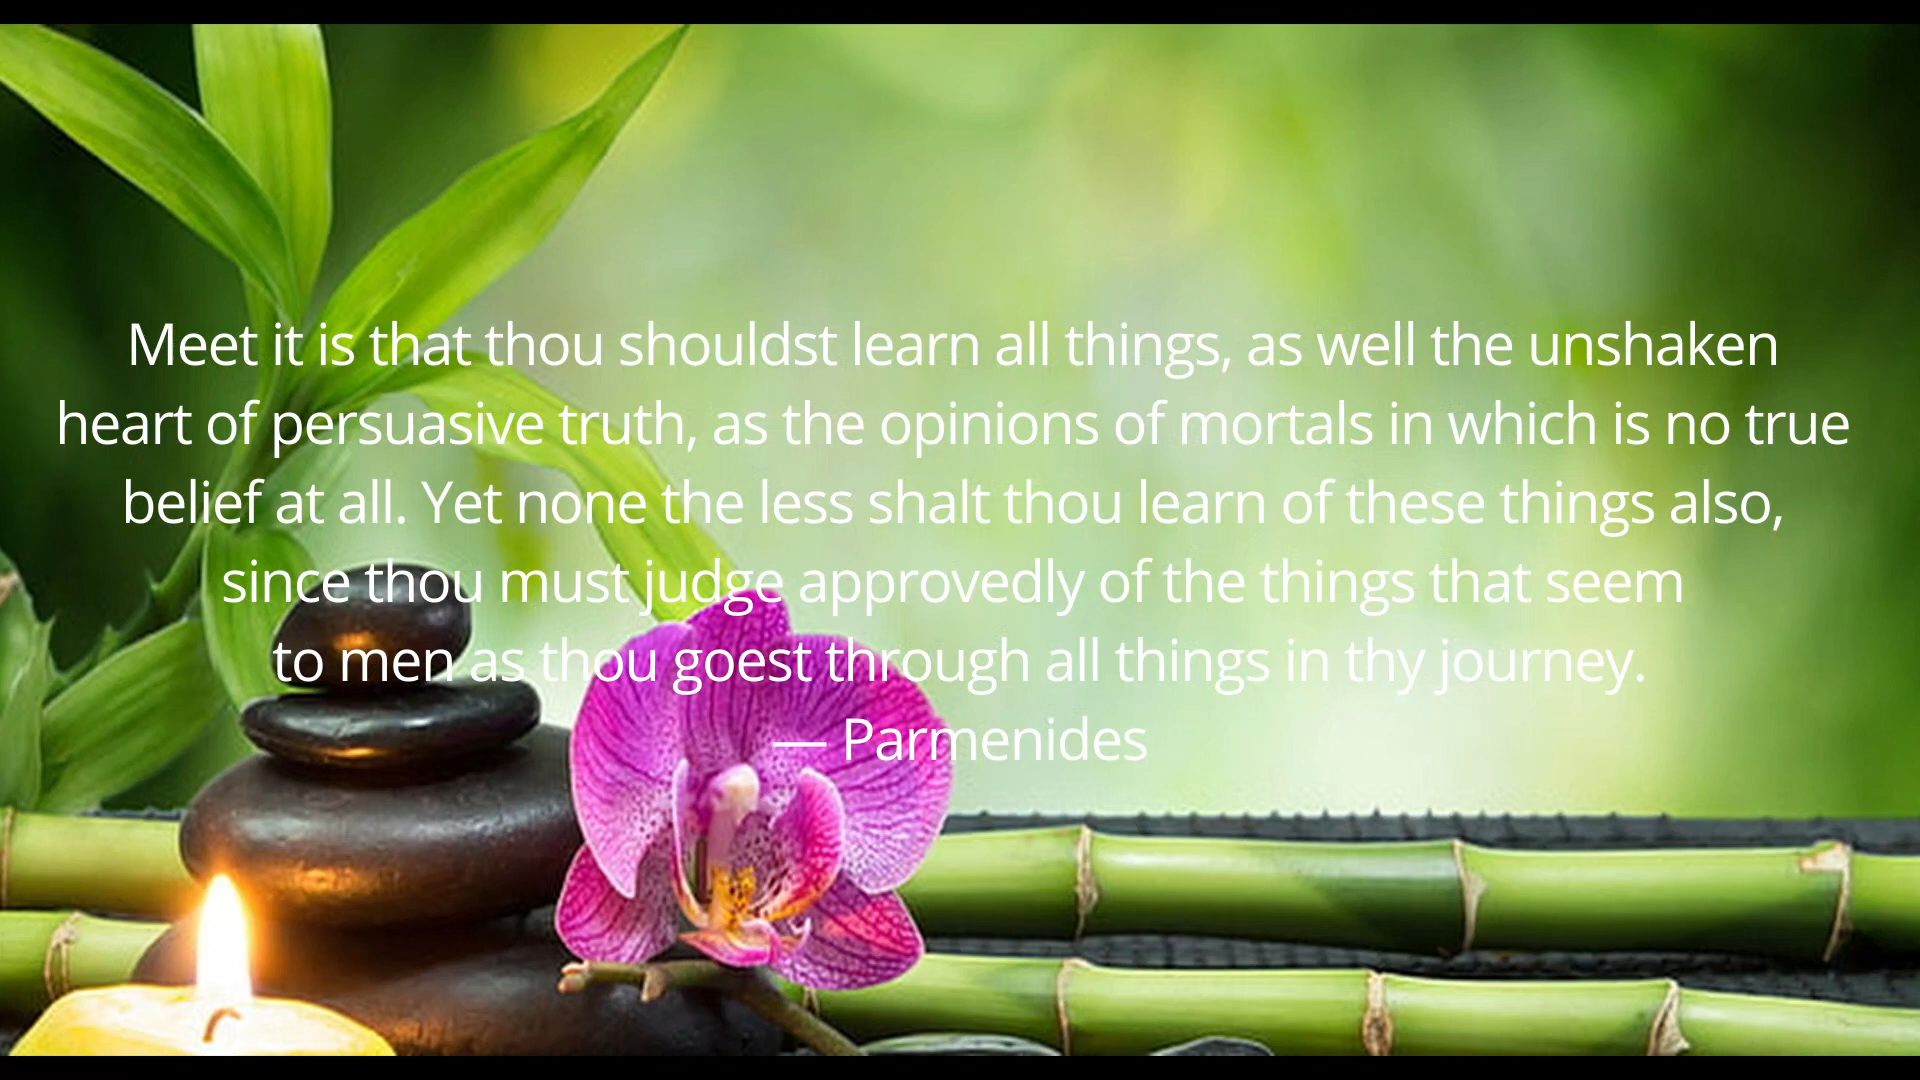 Meet it is that thou shouldst learn all things, as well the unshaken
heart of persuasive truth, as the opinions of mortals in which is no true
belief at all. Yet none the less shalt thou learn of these things also,
since thou must judge approvedly of the things that seem
to men as thou goest through all things in thy journey.
— Parmenides